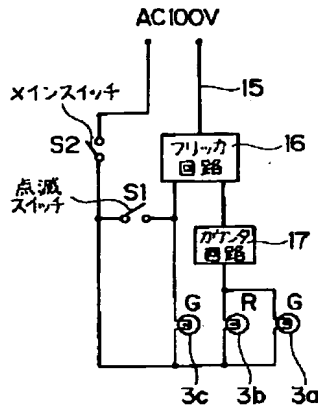 AC100V
メインスイッチ
S2
15
フリッカ
回路
16
点滅
スイッチ
S1
カウンタ
回路
17
G
R
G
3c
3b
3a